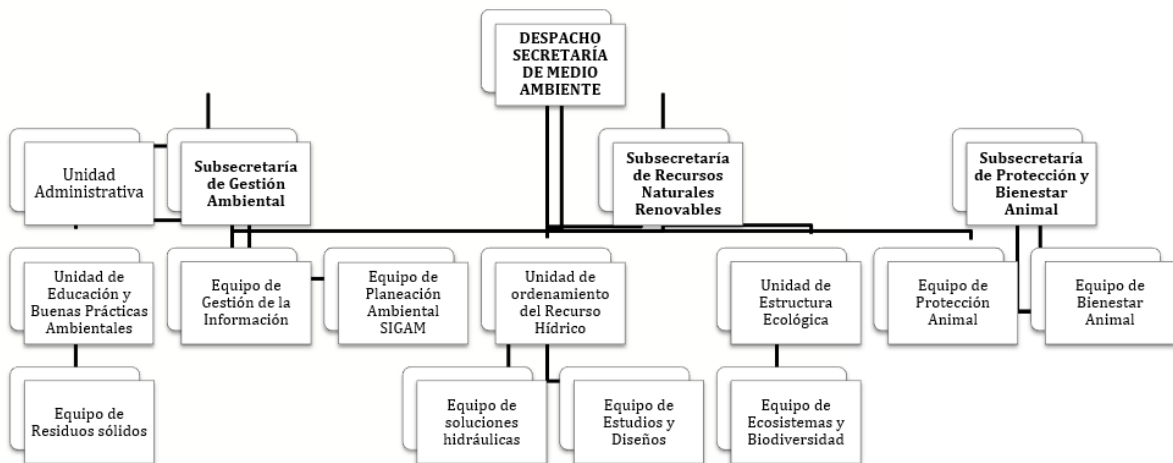 DESPACHO
SECRETARÍA
DE MEDIO
AMBIENTE
Unidad
Administrativa
Subsecretaría
de Gestión
Ambiental
Subsecretaría
de Recursos
Naturales
Renovables
Subsecretaría
de Protección y
Bienestar
Animal
Unidad de
Educación y
Buenas Prácticas
Ambientales
Equipo de
Gestión de la
Información
Equipo de
Planeación
Ambiental
SIGAM
Unidad de
ordenamiento
del Recurso
Hídrico
Unidad de
Estructura
Ecológica
Equipo de
Protección
Animal
Equipo de
Bienestar
Animal
Equipo de
Residuos sólidos
Equipo de
soluciones
hidráulicas
Equipo de
Estudios y
Diseños
Equipo de
Ecosistemas y
Biodiversidad